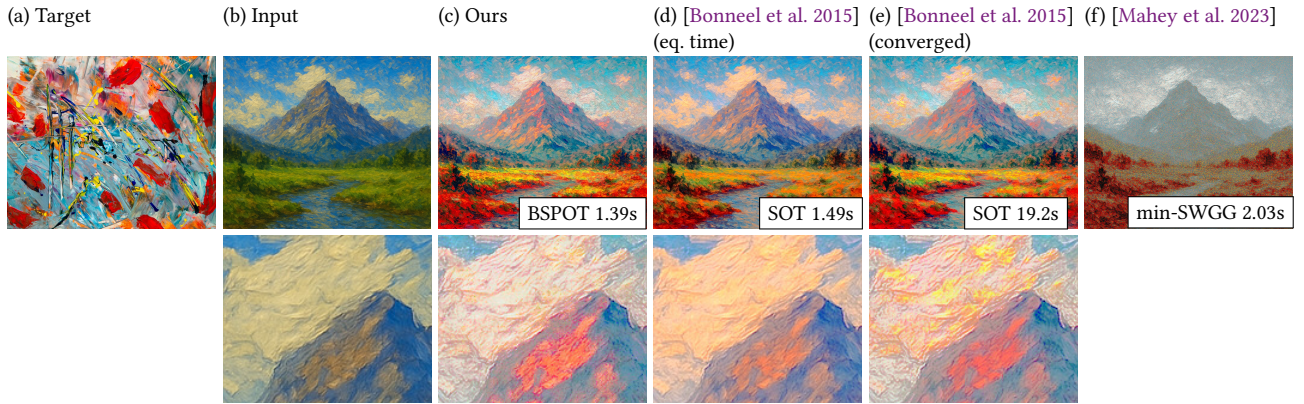 (a) Target
(b) Input
(c) Ours
(d) [Bonneel et al. 2015]
(eq. time)
(e) [Bonneel et al. 2015]
(converged)
(f) [Mahey et al. 2023]
BSPOT 1.39s
SOT 1.49s
SOT 19.2s
min-SWGG 2.03s